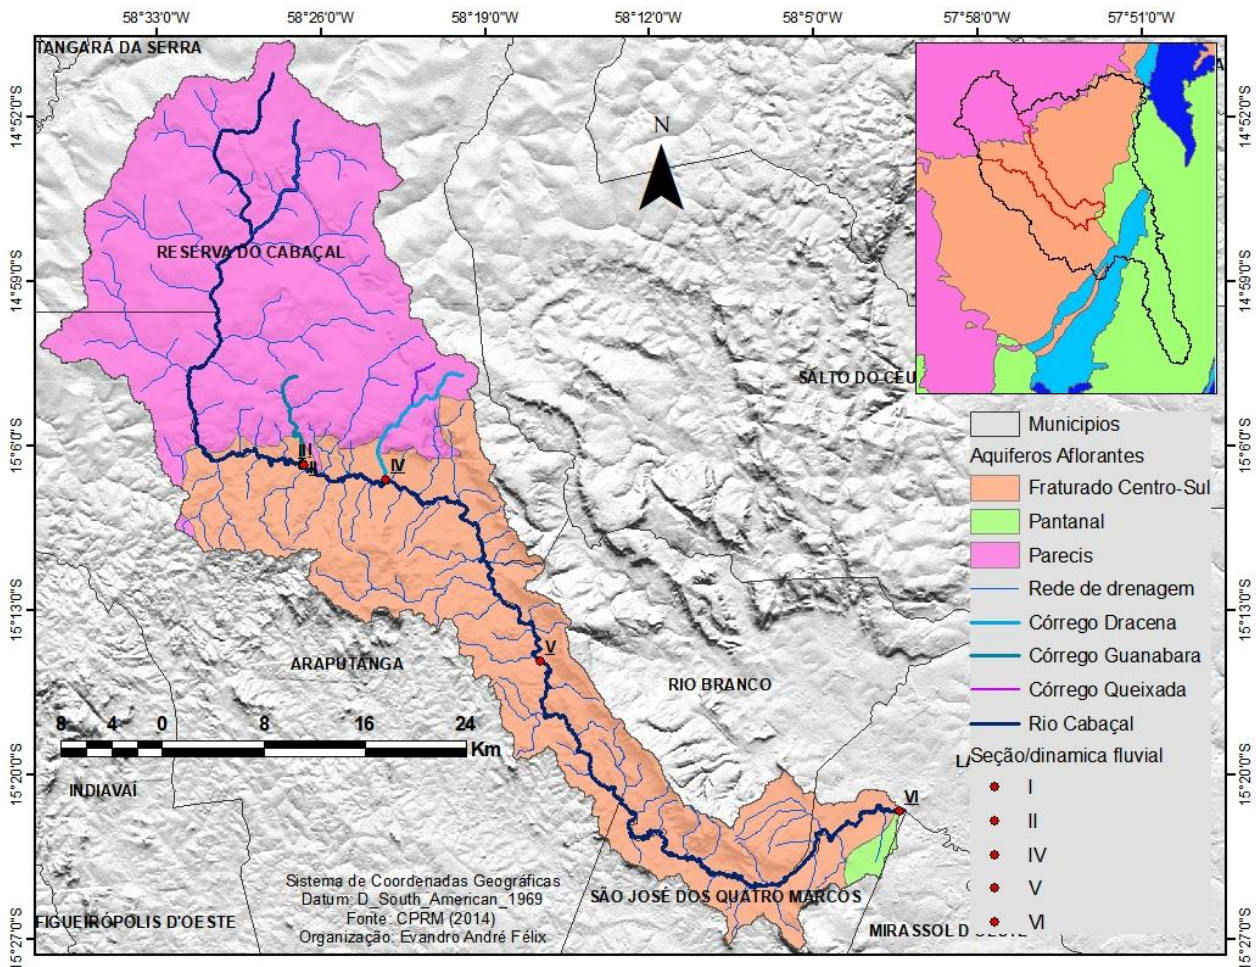 58°33'0"O 58°26'0"O 58°19'0"O 58°12'0"O 58°5'0"O 57°58'0"O 57°51'0"O
TANGARÁ DA SERRA
A
14°52'0"S
14°52'0"S
N
RESERVA DO CABAÇAL
14°59'0"S
14°59'0"S
SALTO DO CÉU
Municipios
Aquiferos Aflorantes
Fraturado Centro-Sul
Pantanal
Parecis
Rede de drenagem
Córrego Dracena
Córrego Guanabara
Córrego Queixada
Rio Cabaçal
Seção/dinamica fluvial
I
II
IV
V
VI
15°6'0"S
15°6'0"S
II
IV
15°13'0"S
15°13'0"S
V
ARAPUTANGA
RIO BRANCO
8 4 0 8 16 24
Km
15°20'0"S
15°20'0"S
LA
INDIAVAÍ
VI
Sistema de Coordenadas Geográficas
Datum: D_South_American_1969
Fonte: CPRM (2014)
Organização: Evandro André Félix
SÃO JOSÉ DOS QUATRO MARCOS
FIGUEIRÓPOLIS D'OESTE
MIRASSOL D'OESTE
15°27'0"S
15°27'0"S